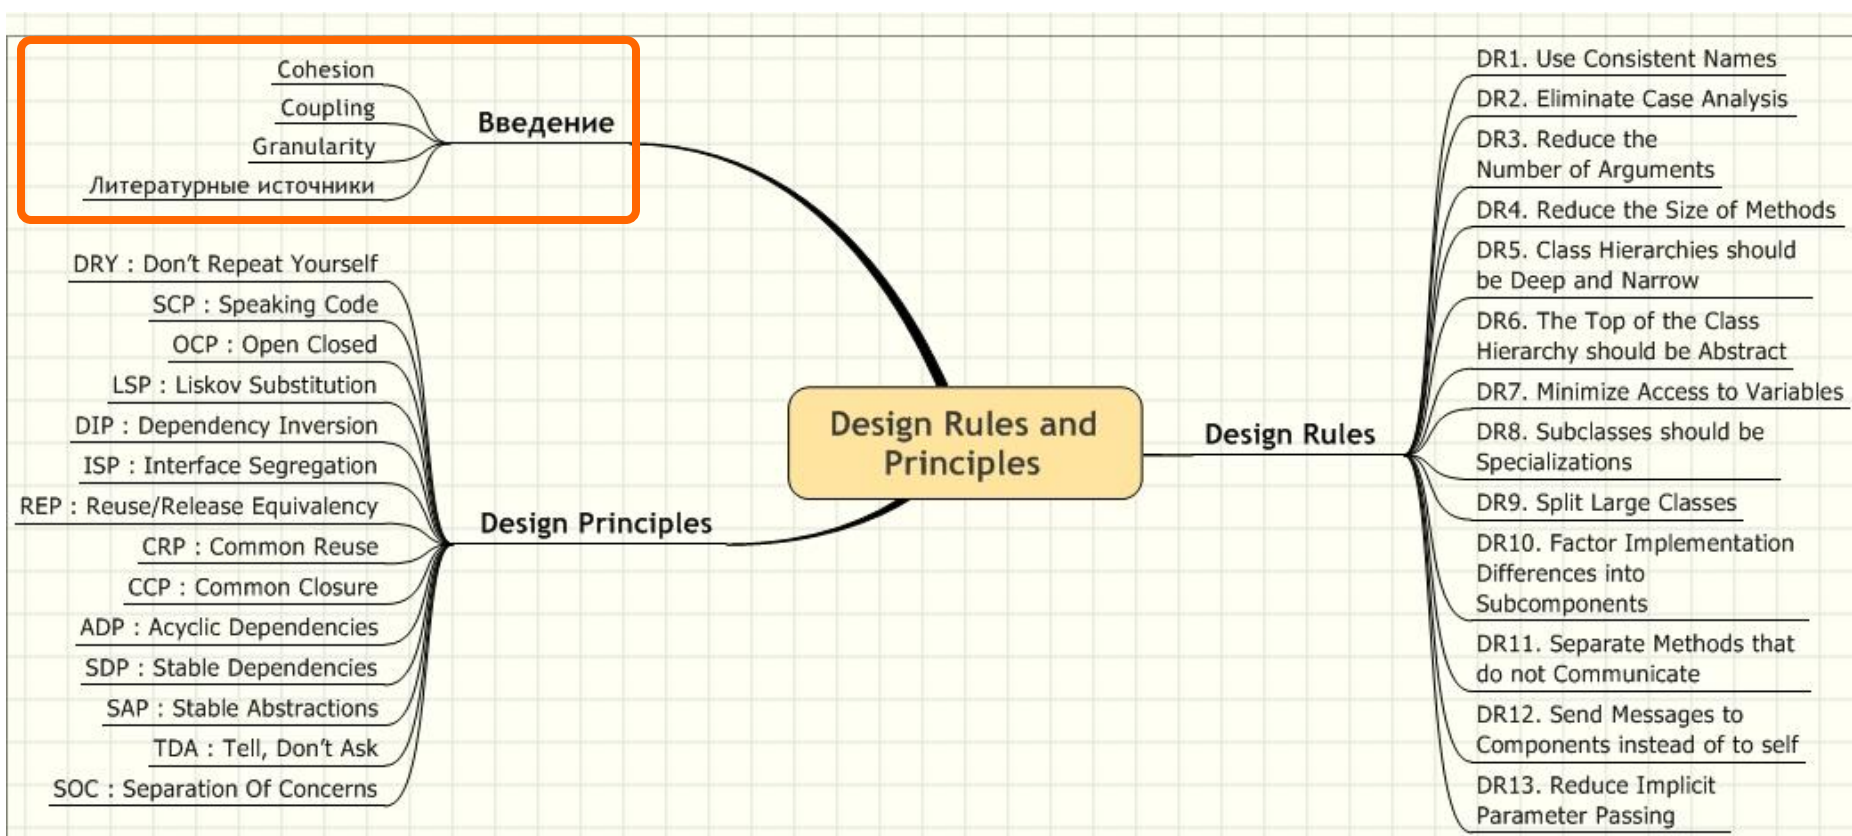 Cohesion
Coupling
Granularity
Литературные источники
Введение
DRY : Don't Repeat Yourself
SCP : Speaking Code
OCP : Open Closed
LSP : Liskov Substitution
DIP : Dependency Inversion
ISP : Interface Segregation
REP : Reuse/Release Equivalency
CRP : Common Reuse
CCP : Common Closure
ADP : Acyclic Dependencies
SDP : Stable Dependencies
SAP : Stable Abstractions
TDA : Tell, Don't Ask
SOC : Separation Of Concerns
Design Principles
Design Rules and
Principles
Design Rules
DR1. Use Consistent Names
DR2. Eliminate Case Analysis
DR3. Reduce the
Number of Arguments
DR4. Reduce the Size of Methods
DR5. Class Hierarchies should
be Deep and Narrow
DR6. The Top of the Class
Hierarchy should be Abstract
DR7. Minimize Access to Variables
DR8. Subclasses should be
Specializations
DR9. Split Large Classes
DR10. Factor Implementation
Differences into
Subcomponents
DR11. Separate Methods that
do not Communicate
DR12. Send Messages to
Components instead of to self
DR13. Reduce Implicit
Parameter Passing